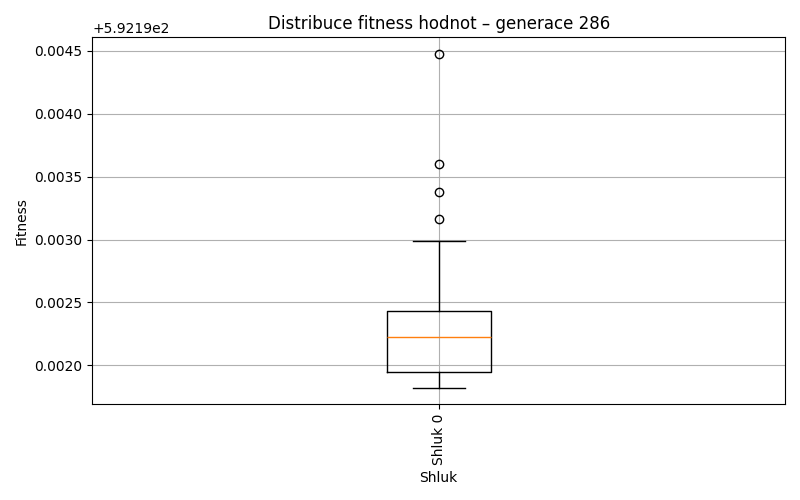 Distribuce fitness hodnot – generace 286
+5.9219e2
0.0045
0.0040
0.0035
0.0030
0.0025
0.0020
Fitness
Shluk 0
Shluk